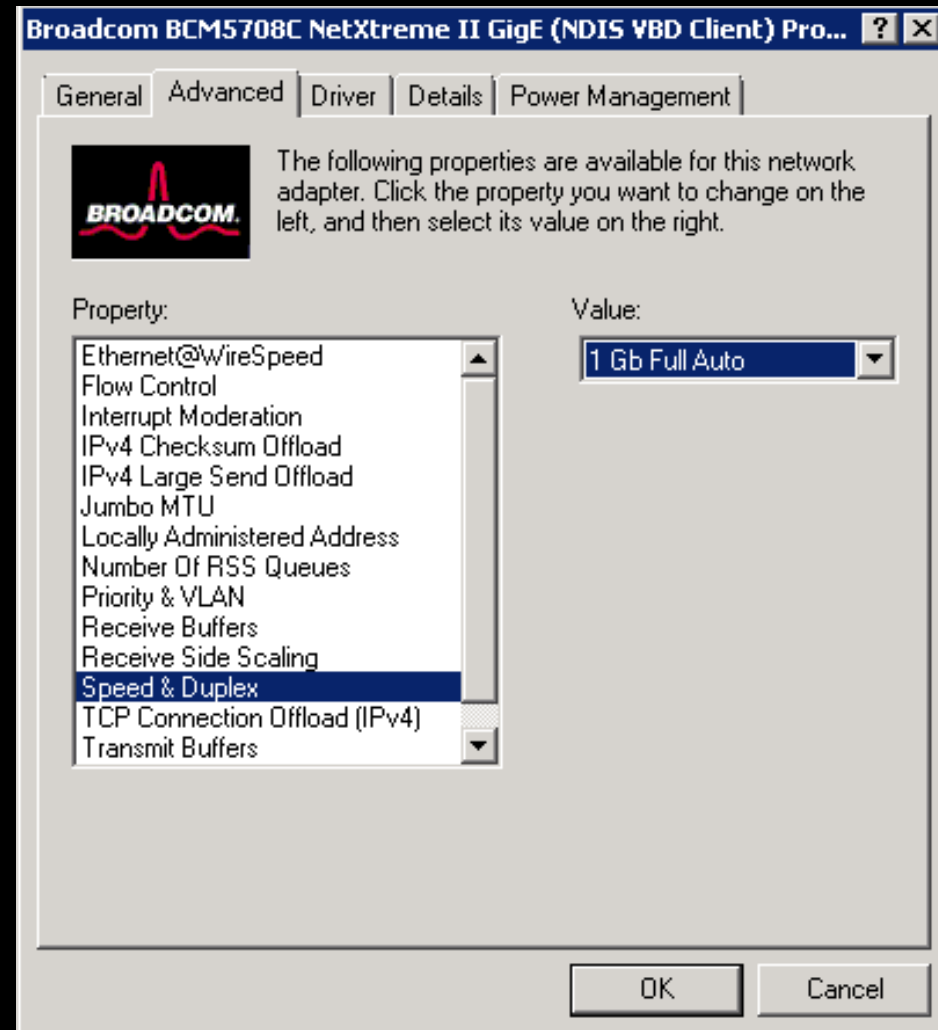 Broadcom BCM5708C NetXtreme II GigE (NDIS VBD Client) Pro...
General Advanced Driver Details Power Management
BROADCOM.
The following properties are available for this network
adapter. Click the property you want to change on the
left, and then select its value on the right.
Property:
Ethernet@WireSpeed
Flow Control
Interrupt Moderation
IPv4 Checksum Offload
IPv4 Large Send Offload
Jumbo MTU
Locally Administered Address
Number Of RSS Queues
Priority & VLAN
Receive Buffers
Receive Side Scaling
Speed & Duplex
TCP Connection Offload (IPv4)
Transmit Buffers
Value:
1 Gb Full Auto
OK
Cancel